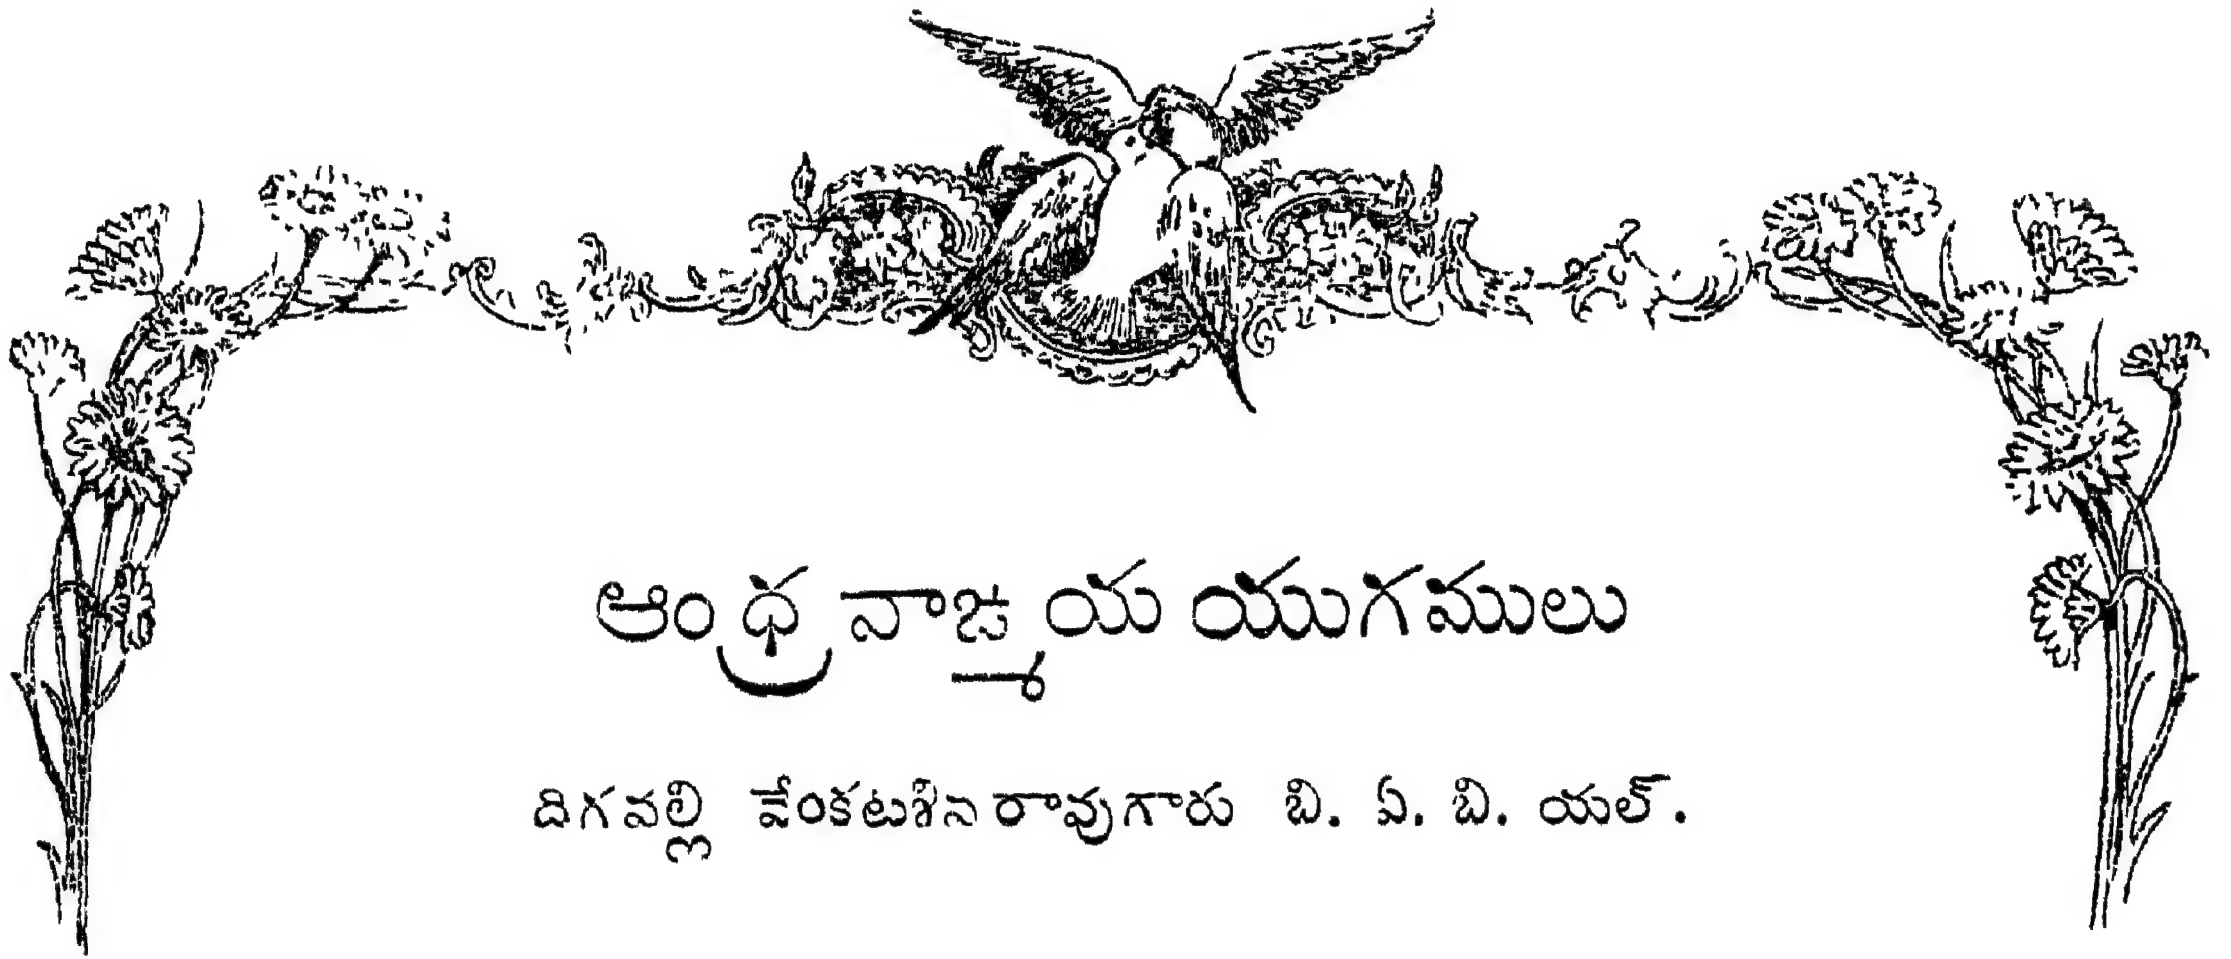 ఆంధ్ర వాఙ్మయ యుగములు
దిగవల్లి వేంకటశివరావుగారు బి. ఏ. బి. యల్.